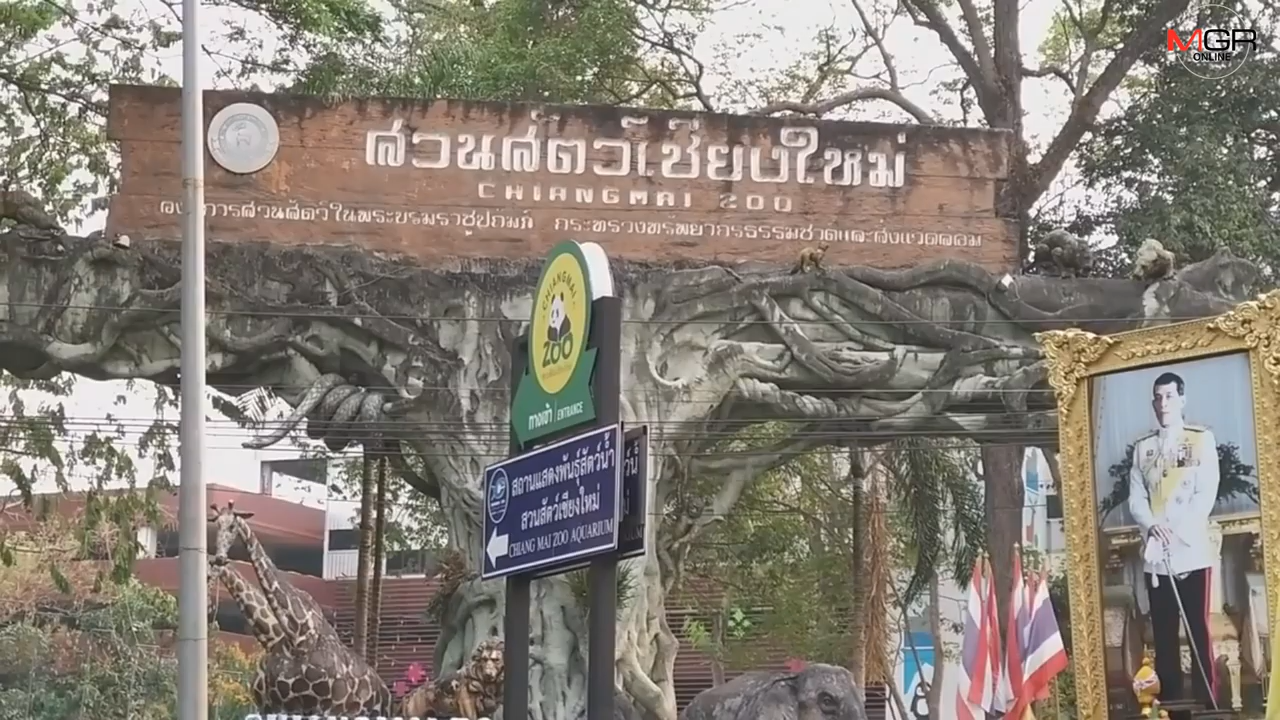 MGR
ONLINE
สวนสัตว์เชียงใหม่
CHIANGMAI ZOO
องค์การสวนสัตว์ในพระบรมราชูปถัมภ์ กระทรวงทรัพยากรธรรมชาติและสิ่งแวดล้อม
CHIANGMAI
ZOO
ทางเข้า | ENTRANCE
สถานแสดงพันธุ์สัตว์น้ำ
สวนสัตว์เชียงใหม่
CHIANG MAI ZOO AQUARIUM